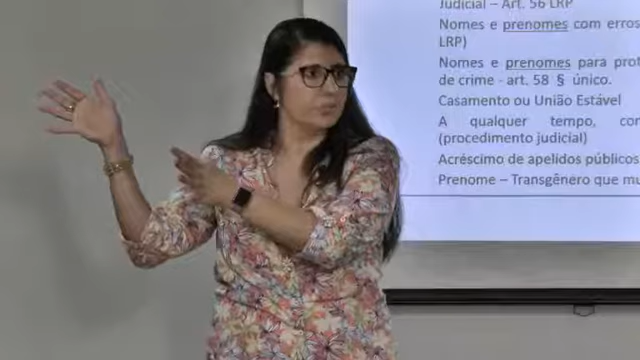 Judicial – Art. 56 LRP
Nomes e prenomes com erros
LRP)
Nomes e prenomes para prot
de crime - art. 58 § único.
Casamento ou União Estável
A qualquer tempo, con
(procedimento judicial)
Acréscimo de apelidos públicos
Prenome – Transgênero que mu